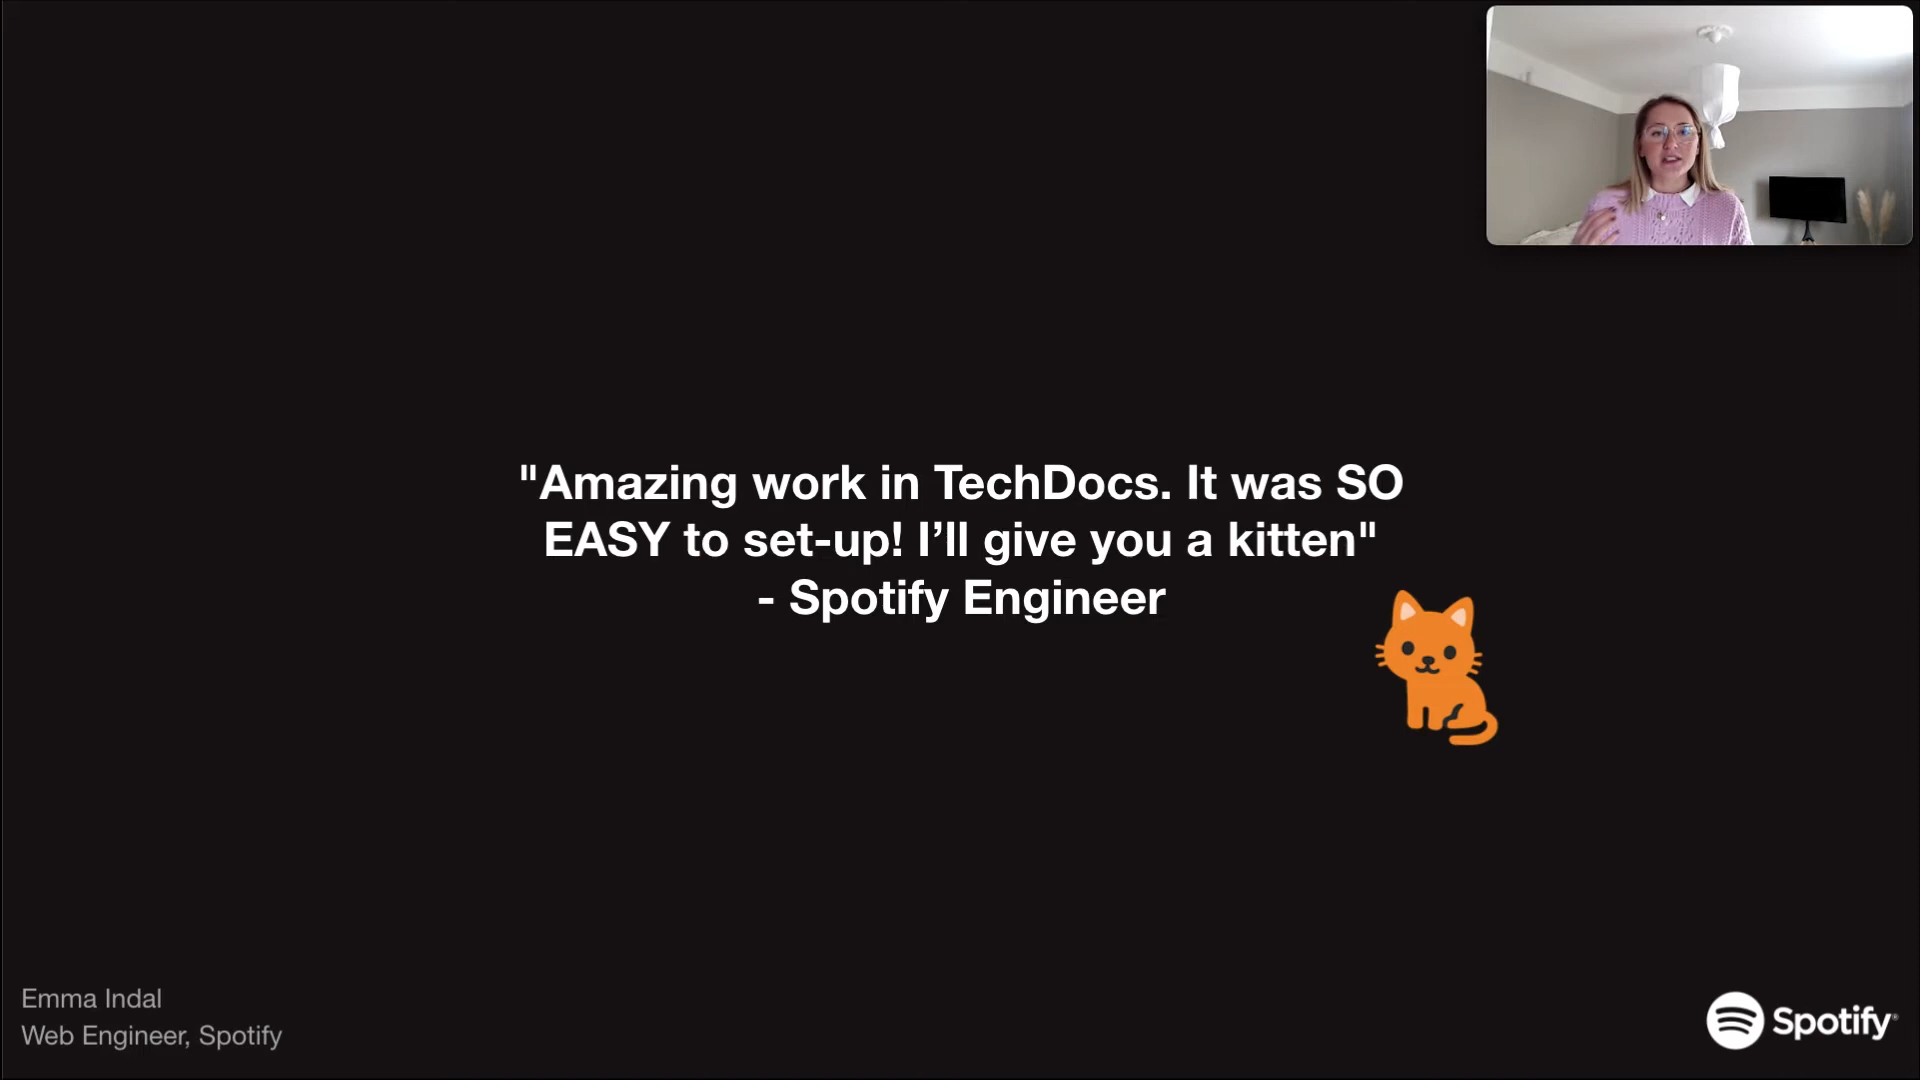 "Amazing work in TechDocs. It was SO
EASY to set-up! I’ll give you a kitten"
- Spotify Engineer
Emma Indal
Web Engineer, Spotify
Spotify